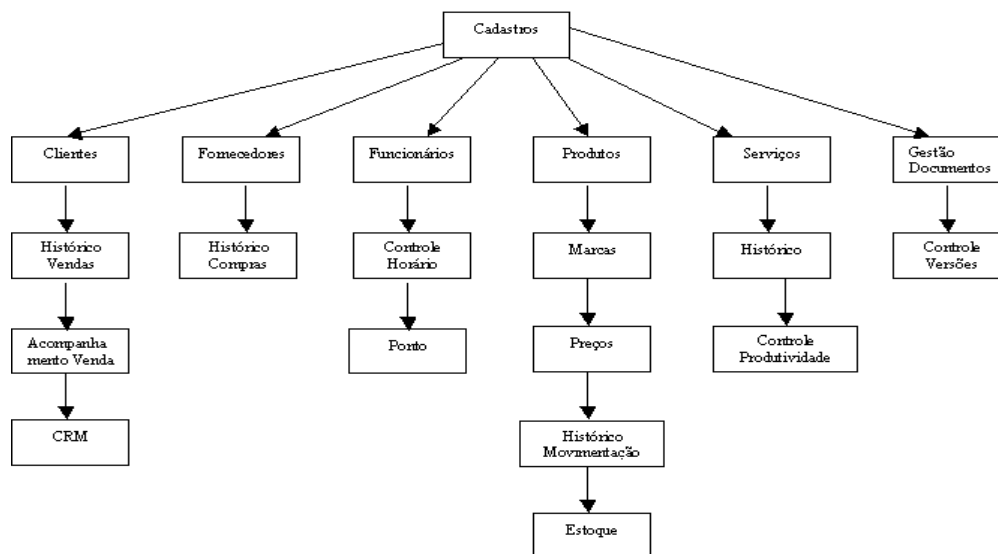 Cadastros
Clientes
Fornecedores
Funcionários
Produtos
Serviços
Gestão
Documentos
Histórico
Vendas
Histórico
Compras
Controle
Horário
Marcas
Histórico
Controle
Versões
Acompanha
mento Venda
Ponto
Preços
Controle
Produtividade
CRM
Histórico
Movimentação
Estoque